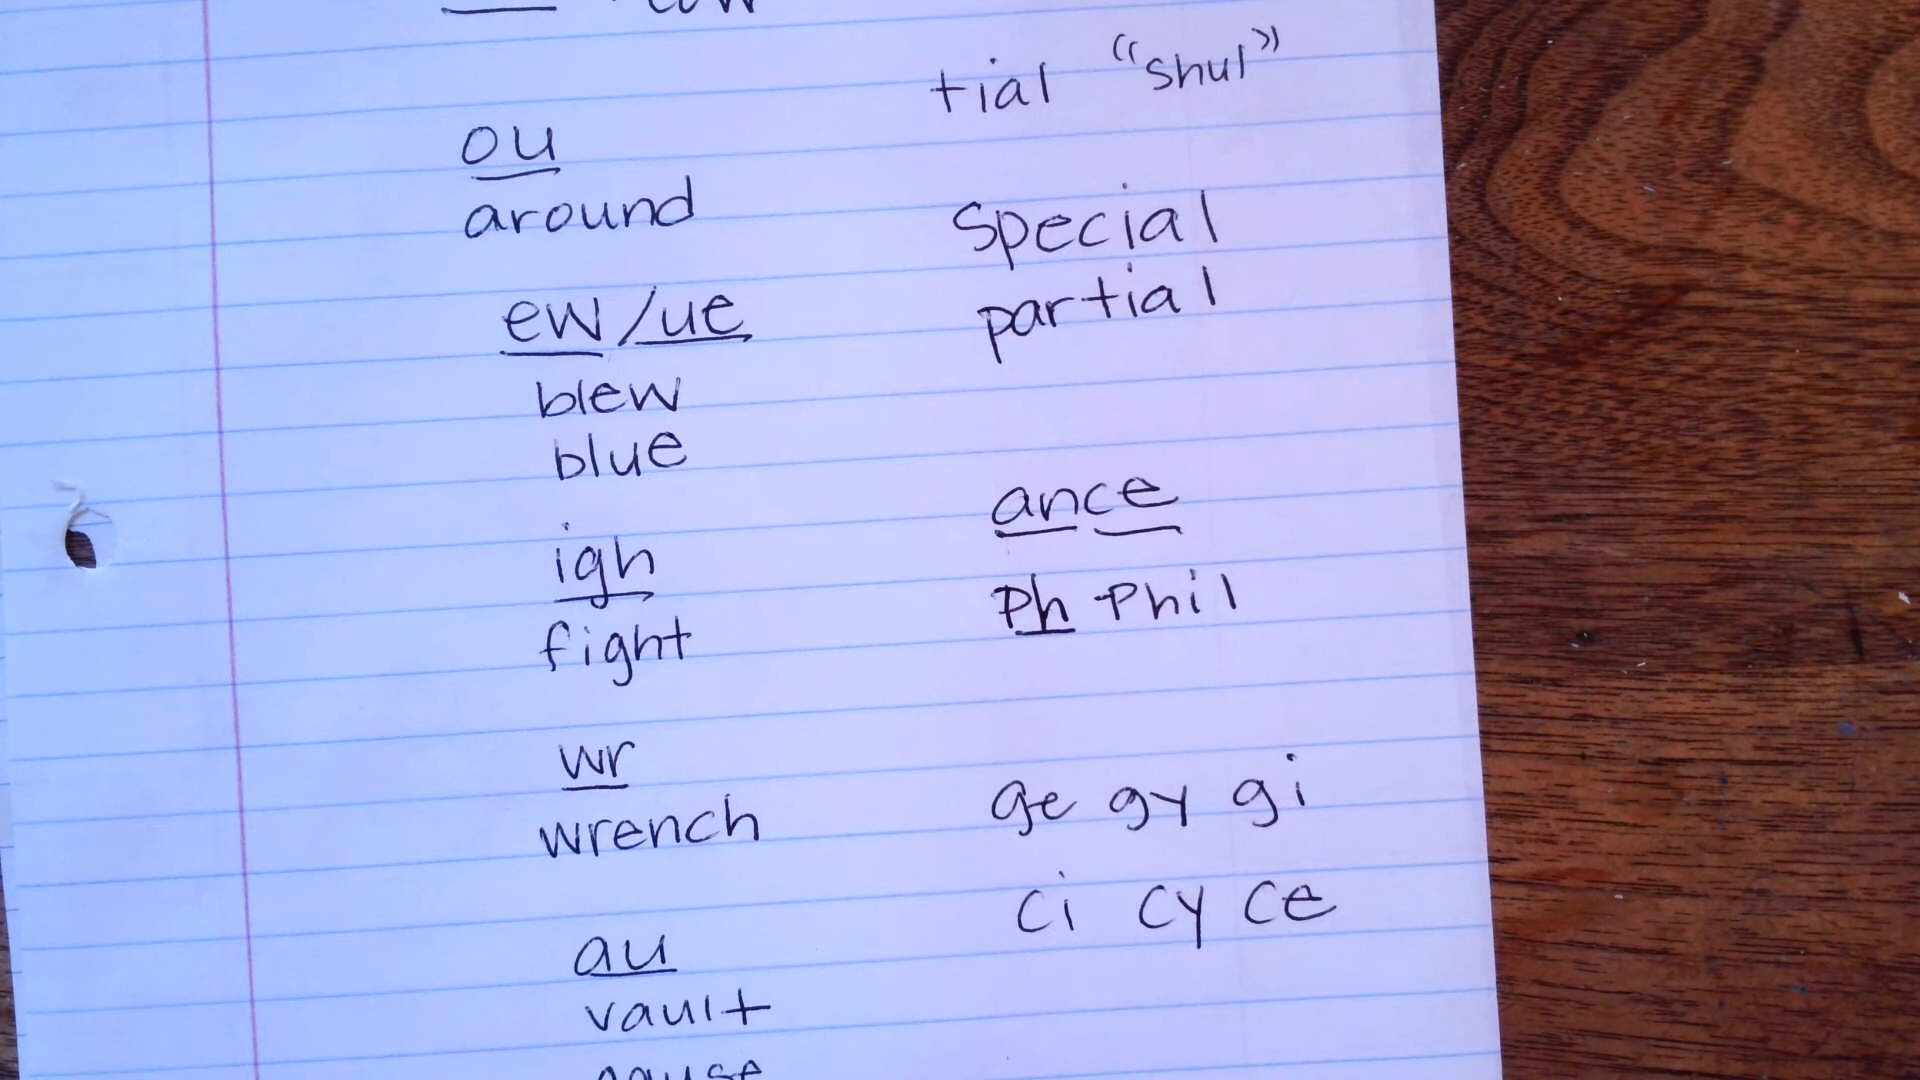 ou
around
ew/ue
blew
blue
igh
fight
wr
wrench
au
vault
tial "shul"
special
partial
ance
Ph Phil
ge gy gi
ci cy ce